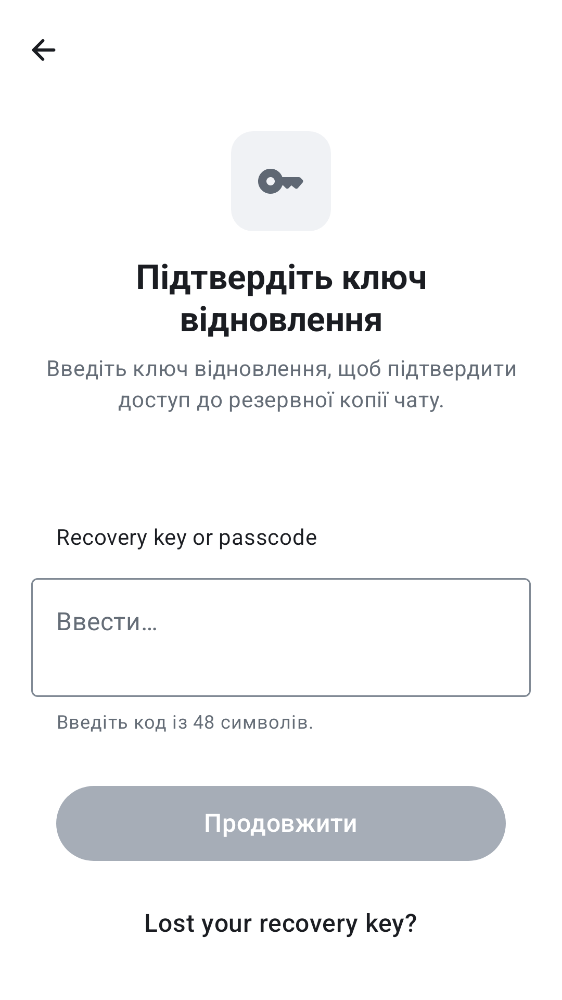 Підтвердіть ключ
відновлення
Введіть ключ відновлення, щоб підтвердити
доступ до резервної копії чату.
Recovery key or passcode
Ввести…
Введіть код із 48 символів.
Продовжити
Lost your recovery key?